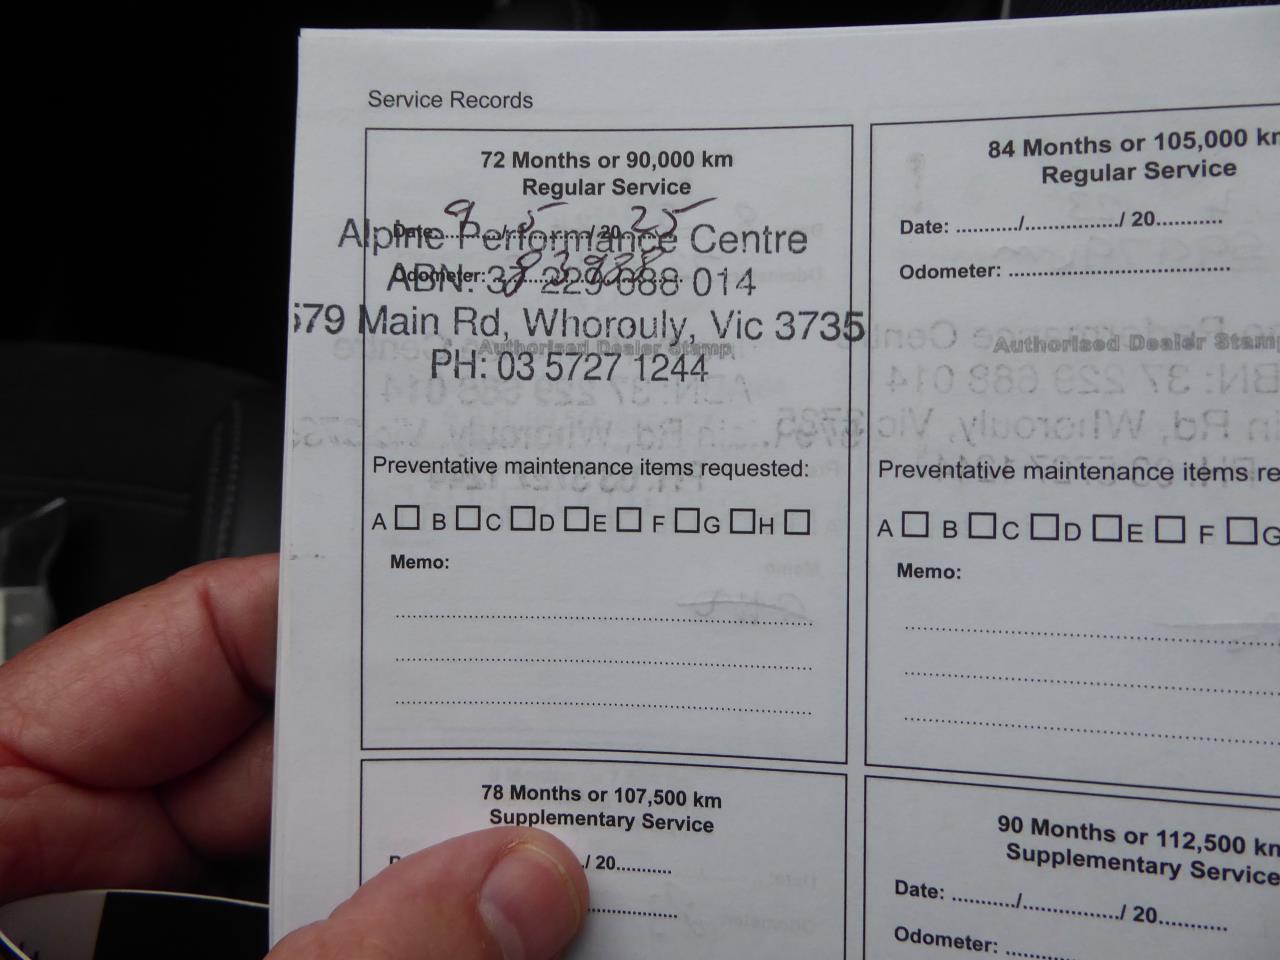 Service Records
72 Months or 90,000 km
Regular Service
Date: 9 / 5 / 20 25
Alpine Performance Centre
Odometer: 83938
ABN: 37 229 688 014
579 Main Rd, Whorouly, Vic 3735
Authorised Dealer Stamp
PH: 03 5727 1244
Preventative maintenance items requested:
A B C D E F G H
Memo:
84 Months or 105,000 km
Regular Service
Date: ............/................../ 20...........
Odometer: ..........................................
Authorised Dealer Stamp
Preventative maintenance items re
A B C D E F G
Memo:
78 Months or 107,500 km
Supplementary Service
/ 20...........
90 Months or 112,500 km
Supplementary Service
Date: ............/................../ 20...........
Odometer: ............